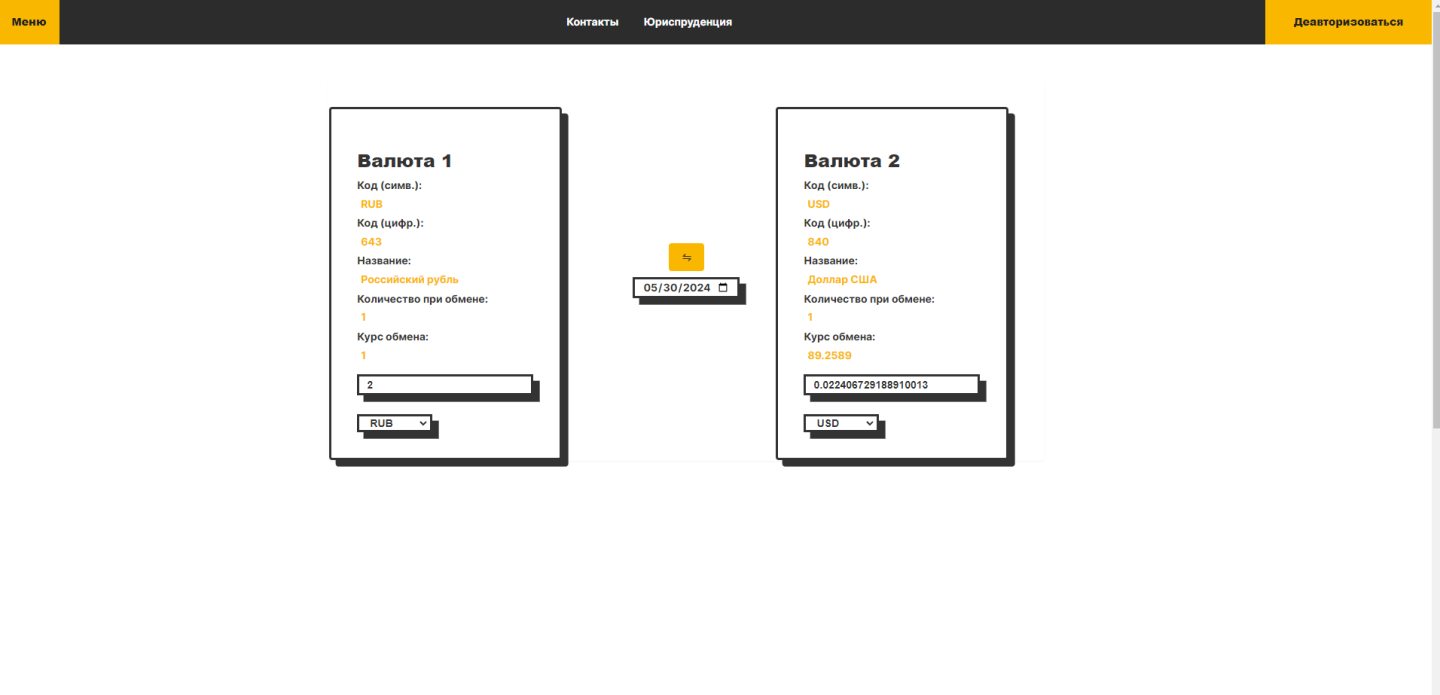 Меню
Контакты Юриспруденция
Деавторизоваться
Валюта 1
Код (симв.):
RUB
Код (цифр.):
643
Название:
Российский рубль
Количество при обмене:
1
Курс обмена:
1
2
RUB
⇋
05/30/2024
Валюта 2
Код (симв.):
USD
Код (цифр.):
840
Название:
Доллар США
Количество при обмене:
1
Курс обмена:
89.2589
0.022406729188910013
USD